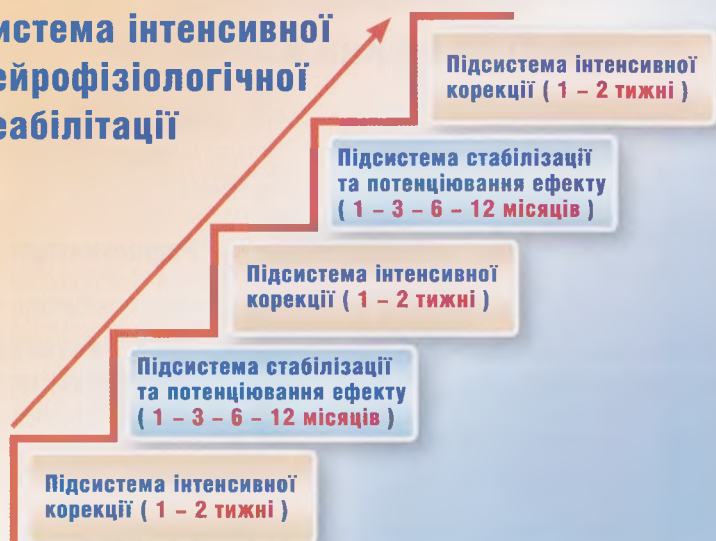 истема інтенсивної
ейрофізіологічної
еабілітації
Підсистема інтенсивної
корекції ( 1 – 2 тижні )
Підсистема стабілізації
та потенціювання ефекту
( 1 – 3 – 6 – 12 місяців )
Підсистема інтенсивної
корекції ( 1 – 2 тижні )
Підсистема стабілізації
та потенціювання ефекту
( 1 – 3 – 6 – 12 місяців )
Підсистема інтенсивної
корекції ( 1 – 2 тижні )